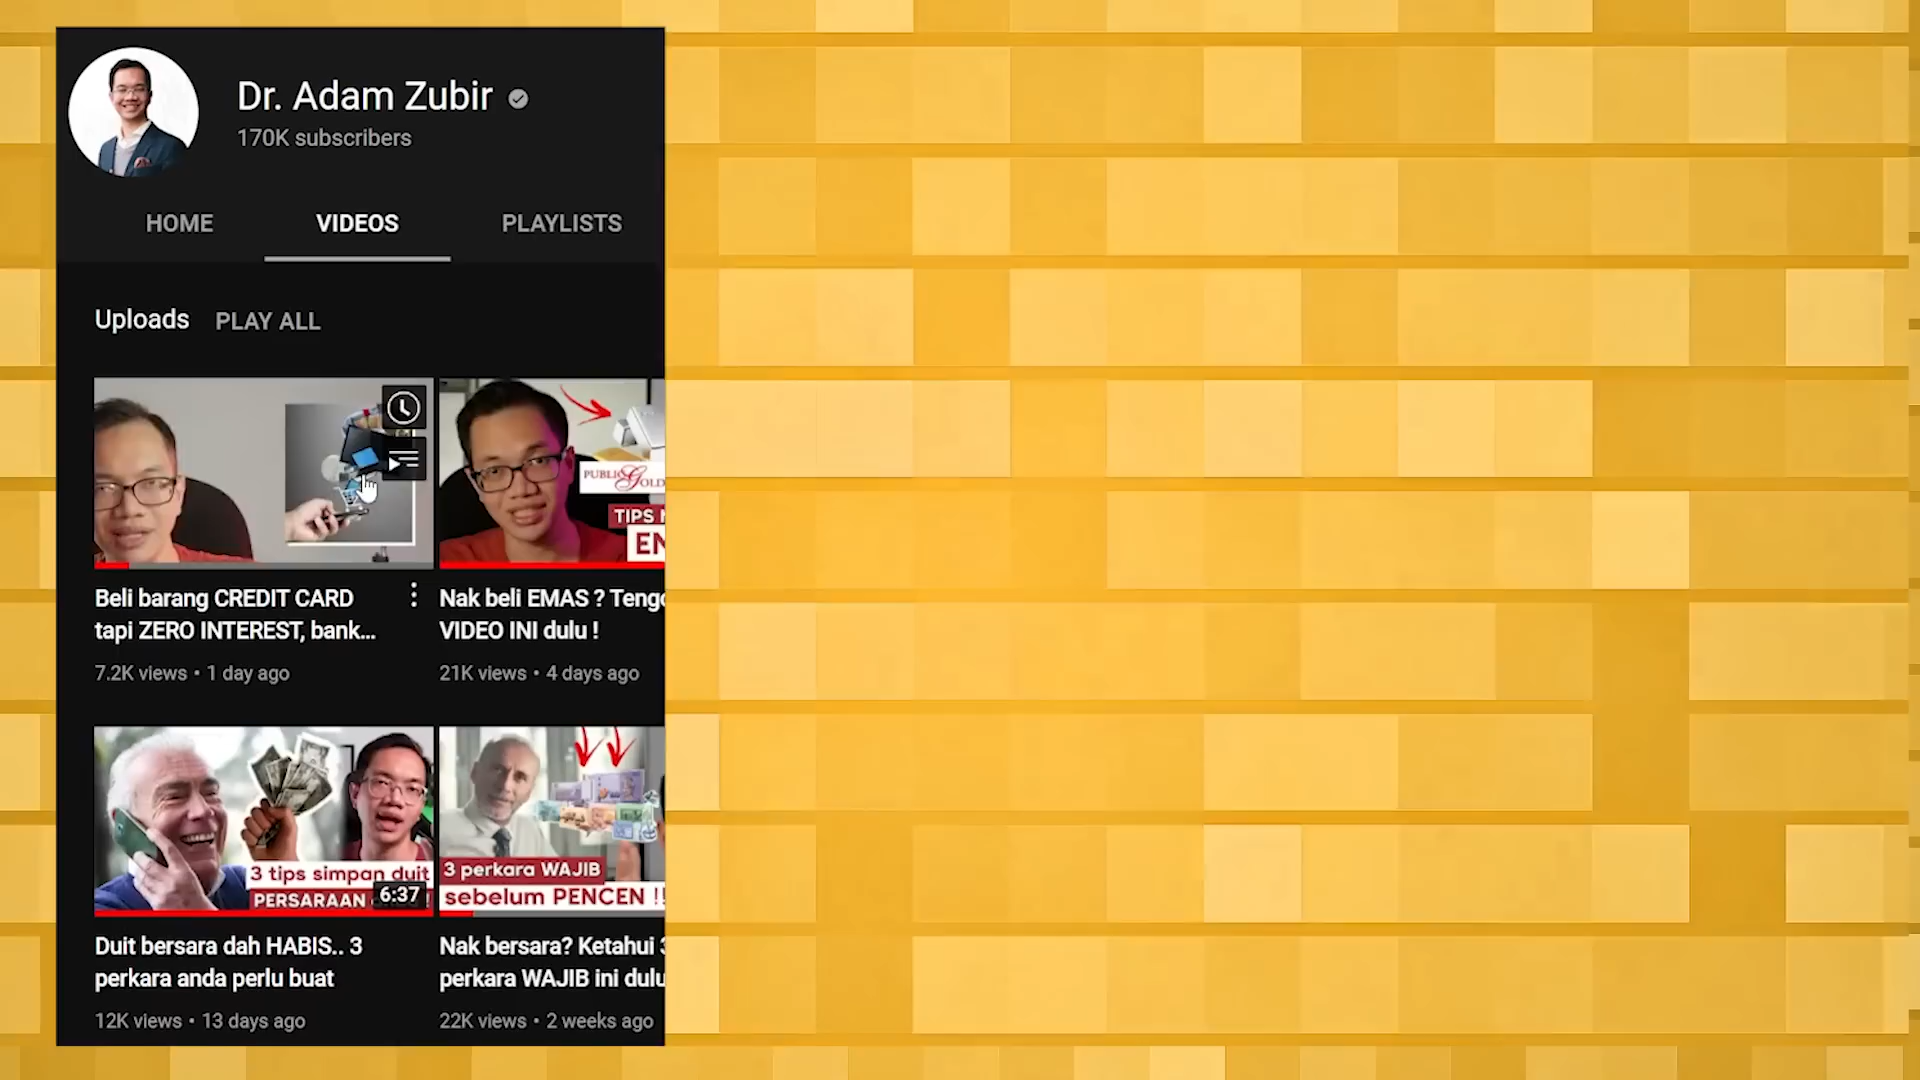 Dr. Adam Zubir
170K subscribers
HOME
VIDEOS
PLAYLISTS
Uploads
PLAY ALL
PUBLIC GOLD
TIPS
Beli barang CREDIT CARD
tapi ZERO INTEREST, bank...
7.2K views • 1 day ago
Nak beli EMAS ?
VIDEO INI dulu !
21K views • 4 days ago
3 tips simpan duit
PERSARAAN
6:37
3 perkara WAJIB
sebelum PENCEN !!
Duit bersara dah HABIS.. 3
perkara anda perlu buat
12K views • 13 days ago
Nak bersara? Ketahui 3
perkara WAJIB ini dulu
22K views • 2 weeks ago